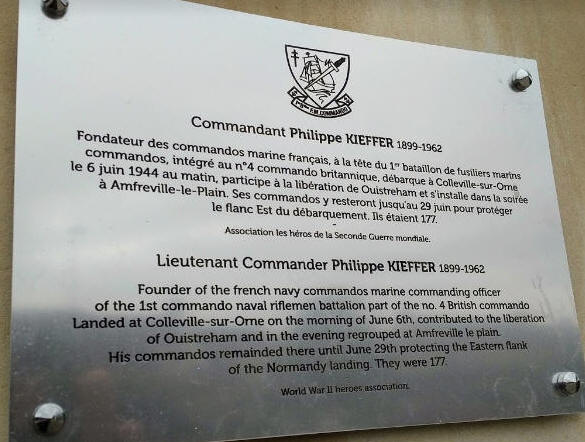 1er BFM COMMANDO
Commandant Philippe KIEFFER 1899-1962
Fondateur des commandos marine français, à la tête du 1er bataillon de fusiliers marins
commandos, intégré au n°4 commando britannique, débarque à Colleville-sur-Orne
le 6 juin 1944 au matin, participe à la libération de Ouistreham et s'installe dans la soirée
à Amfreville-le-Plain. Ses commandos y resteront jusqu'au 29 juin pour protéger
le flanc Est du débarquement. Ils étaient 177.
Association les héros de la Seconde Guerre mondiale.
Lieutenant Commander Philippe KIEFFER 1899-1962
Founder of the french navy commandos marine commanding officer
of the 1st commando naval riflemen battalion part of the no. 4 British commando
Landed at Colleville-sur-Orne on the morning of June 6th, contributed to the liberation
of Ouistreham and in the evening regrouped at Amfreville le plain.
His commandos remainded there until June 29th protecting the Eastern flank
of the Normandy landing. They were 177.
World War II heroes association.